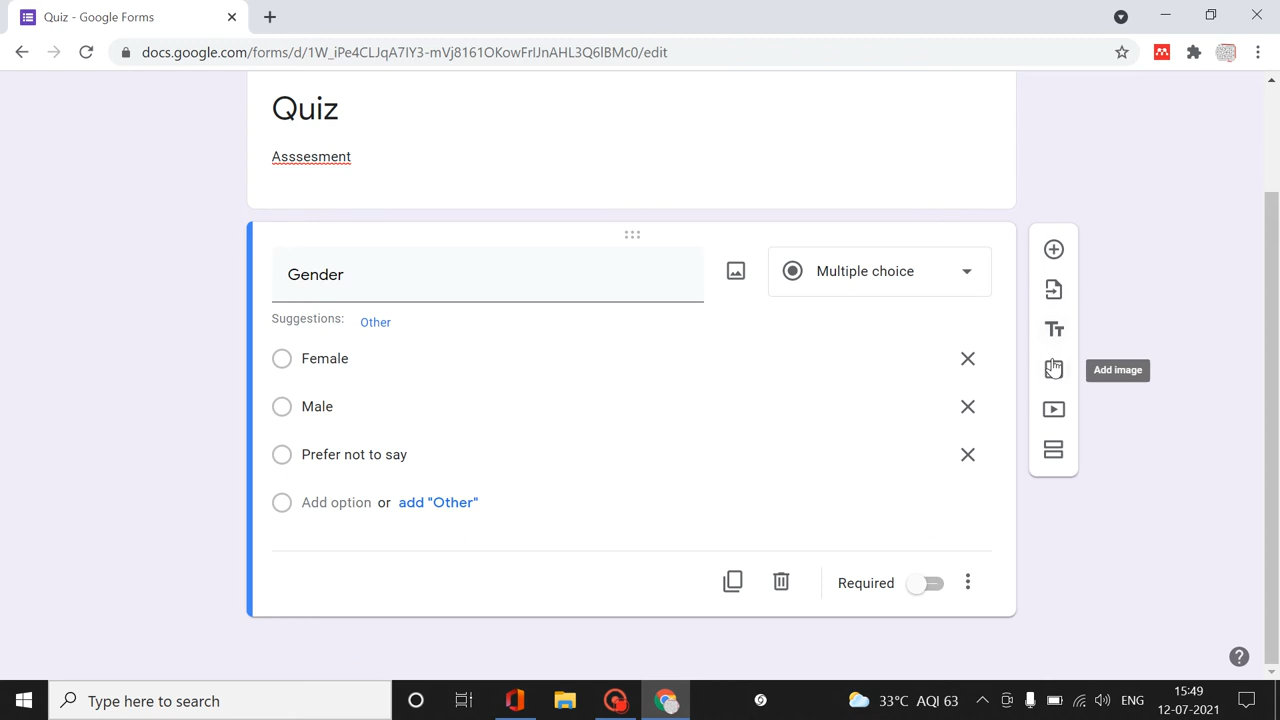 Quiz - Google Forms
docs.google.com/forms/d/1W_iPe4CLJqA7lY3-mVj8161OKowFrlJnAHL3Q6lBMc0/edit
Quiz
Asssesment
Gender
Multiple choice
Suggestions: Other
Female
Male
Add image
Prefer not to say
Add option or add "Other"
Required
Type here to search
33°C AQI 63
ENG
15:49
12-07-2021